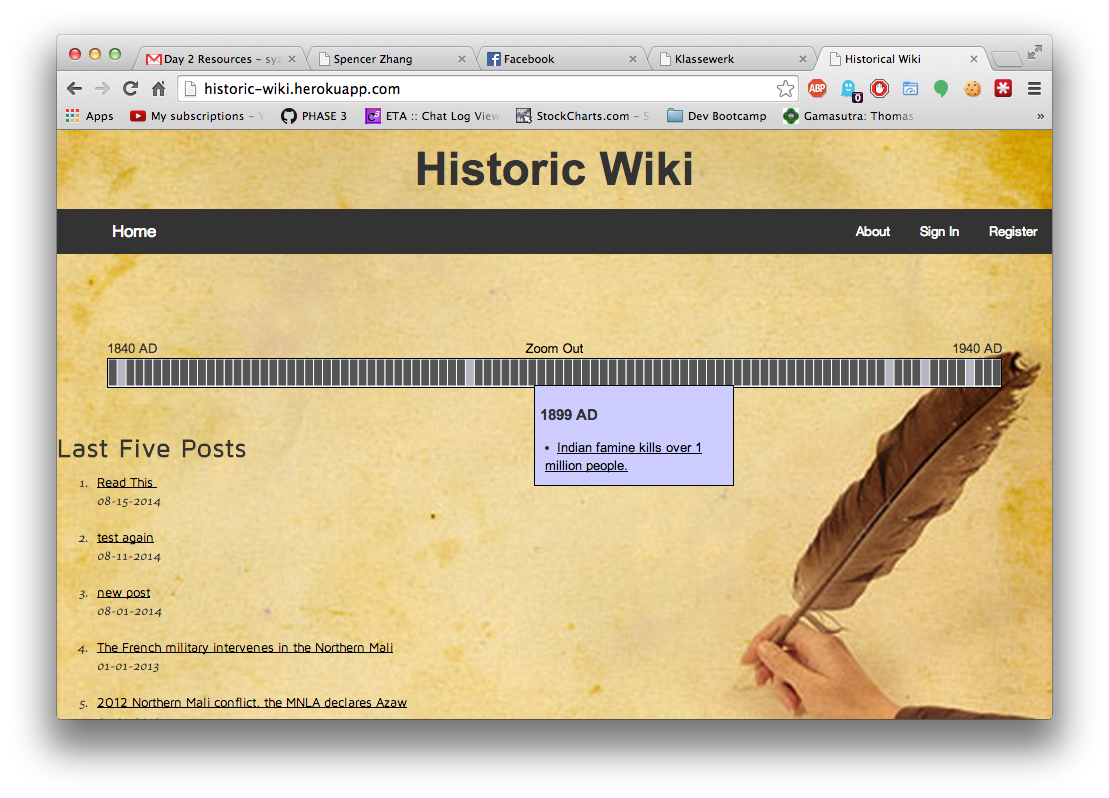 Day 2 Resources – sy
Spencer Zhang
Facebook
Klassewerk
Historical Wiki
historic-wiki.herokuapp.com
ABP
0
Apps
My subscriptions – Y
PHASE 3
ETA :: Chat Log View
StockCharts.com – S
Dev Bootcamp
Gamasutra: Thomas
»
Historic Wiki
Home
About
Sign In
Register
1840 AD
Zoom Out
1940 AD
1899 AD
• Indian famine kills over 1
million people.
Last Five Posts
1. Read This
08-15-2014
2. test again
08-11-2014
3. new post
08-01-2014
4. The French military intervenes in the Northern Mali
01-01-2013
5. 2012 Northern Mali conflict, the MNLA declares Azaw